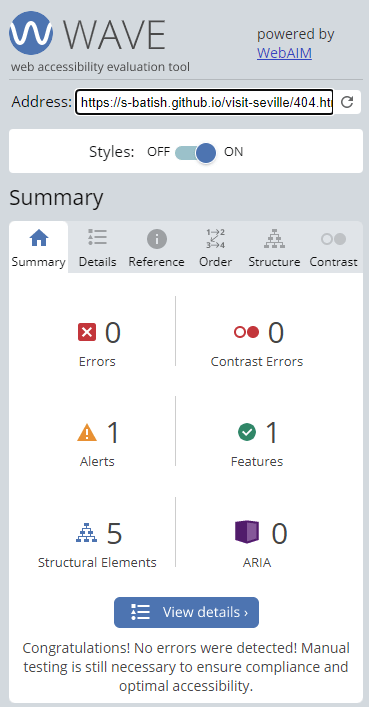 WAVE
powered by
WebAIM
web accessibility evaluation tool
Address: https://s-batish.github.io/visit-seville/404.ht
Styles: OFF ON
Summary
Summary Details Reference Order Structure Contrast
0 0
Errors Contrast Errors
1 1
Alerts Features
5 0
Structural Elements ARIA
View details ›
Congratulations! No errors were detected! Manual
testing is still necessary to ensure compliance and
optimal accessibility.